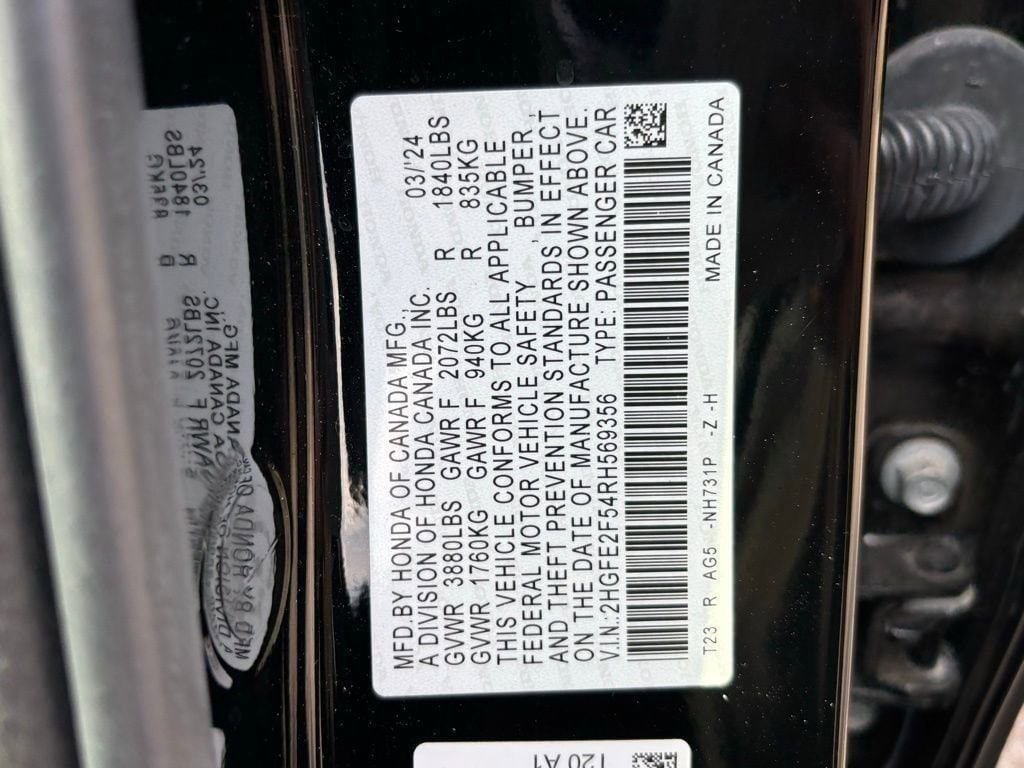 MFD.BY HONDA OF CANADA MFG., 03/'24
A DIVISION OF HONDA CANADA INC.
GVWR 3880LBS GAWR F 2072LBS R 1840LBS
GVWR 1760KG GAWR F 940KG R 835KG
THIS VEHICLE CONFORMS TO ALL APPLICABLE
FEDERAL MOTOR VEHICLE SAFETY , BUMPER ,
AND THEFT PREVENTION STANDARDS IN EFFECT
ON THE DATE OF MANUFACTURE SHOWN ABOVE.
V.I.N.:2HGFE2F54RH569356 TYPE: PASSENGER CAR
T23 R AG5 -NH731P -Z -H MADE IN CANADA